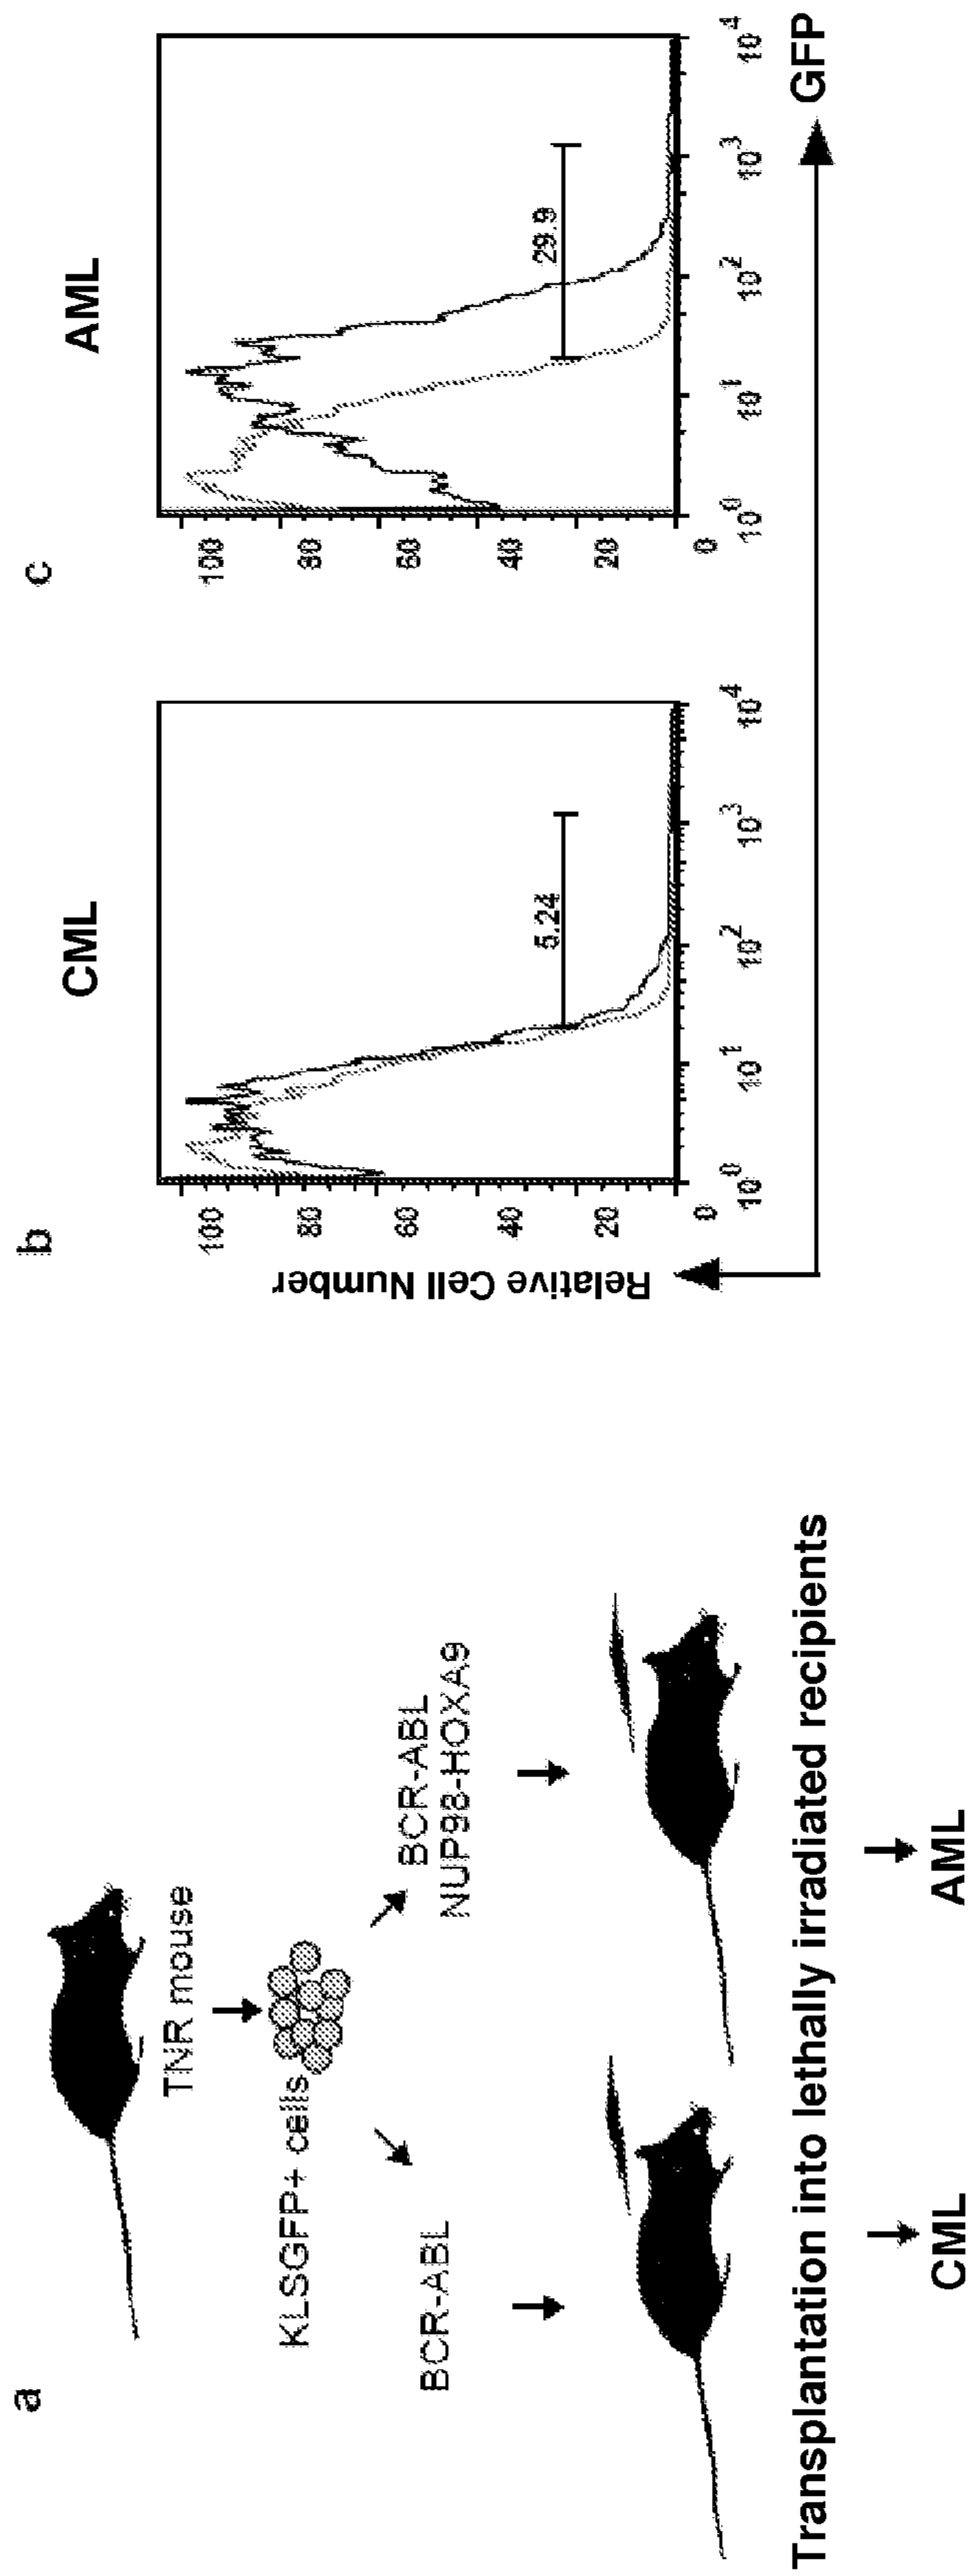 a
TNR mouse
KLSGFP+ cells
BCR-ABL
BCR-ABL
NUP98-HOXA9
Transplantation into lethally irradiated recipients
CML
AML
b
CML
Relative Cell Number
100
80
60
40
20
0
5.24
10^0
10^1
10^2
10^3
10^4
c
AML
100
80
60
40
20
0
29.9
10^0
10^1
10^2
10^3
10^4
GFP